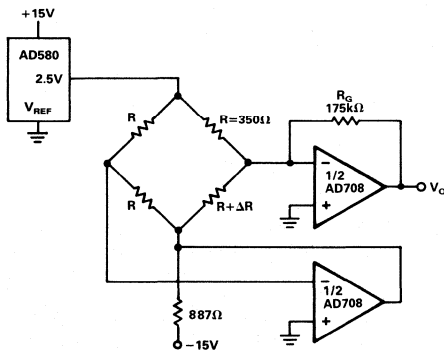 +15V
AD580
2.5V
VREF
R
R=350Ω
R
R+ΔR
RG
175kΩ
−
1/2
AD708
+
VO
887Ω
−15V
−
1/2
AD708
+